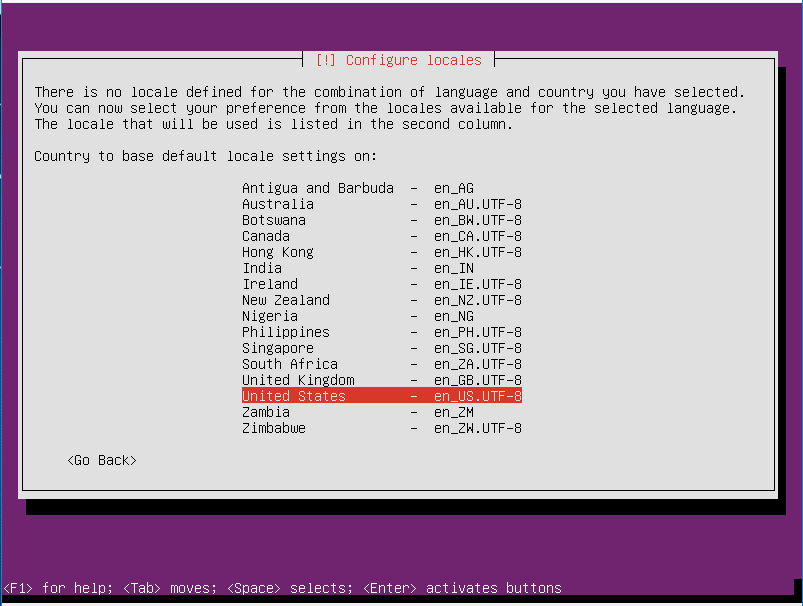 [!] Configure locales
There is no locale defined for the combination of language and country you have selected.
You can now select your preference from the locales available for the selected language.
The locale that will be used is listed in the second column.
Country to base default locale settings on:
Antigua and Barbuda - en_AG
Australia - en_AU.UTF-8
Botswana - en_BW.UTF-8
Canada - en_CA.UTF-8
Hong Kong - en_HK.UTF-8
India - en_IN
Ireland - en_IE.UTF-8
New Zealand - en_NZ.UTF-8
Nigeria - en_NG
Philippines - en_PH.UTF-8
Singapore - en_SG.UTF-8
South Africa - en_ZA.UTF-8
United Kingdom - en_GB.UTF-8
United States - en_US.UTF-8
Zambia - en_ZM
Zimbabwe - en_ZW.UTF-8
<Go Back>
<F1> for help; <Tab> moves; <Space> selects; <Enter> activates buttons